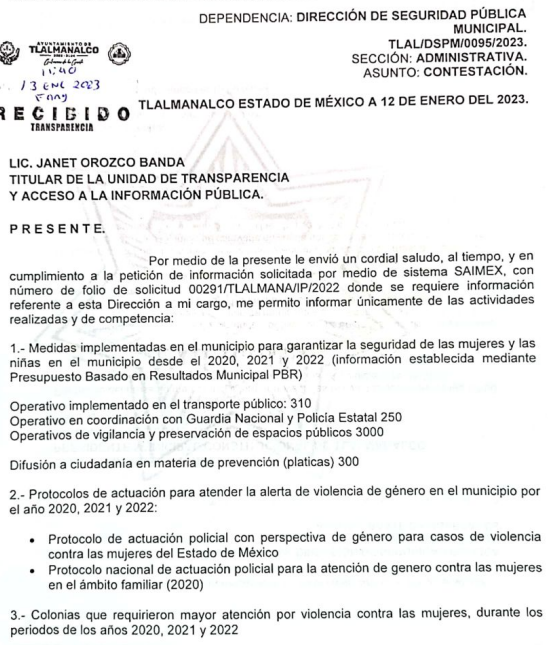 DEPENDENCIA: DIRECCIÓN DE SEGURIDAD PÚBLICA
MUNICIPAL.
TLAL/DSPM/0095/2023.
SECCIÓN: ADMINISTRATIVA.
ASUNTO: CONTESTACIÓN.
AYUNTAMIENTO DE
TLALMANALCO
11:40
13 ENE 2023
Fany
RECIBIDO
TRANSPARENCIA
TLALMANALCO ESTADO DE MÉXICO A 12 DE ENERO DEL 2023.
LIC. JANET OROZCO BANDA
TITULAR DE LA UNIDAD DE TRANSPARENCIA
Y ACCESO A LA INFORMACIÓN PÚBLICA.
P R E S E N T E.
Por medio de la presente le envió un cordial saludo, al tiempo, y en
cumplimiento a la petición de información solicitada por medio de sistema SAIMEX, con
número de folio de solicitud 00291/TLALMANA/IP/2022 donde se requiere información
referente a esta Dirección a mi cargo, me permito informar únicamente de las actividades
realizadas y de competencia:
1.- Medidas implementadas en el municipio para garantizar la seguridad de las mujeres y las
niñas en el municipio desde el 2020, 2021 y 2022 (información establecida mediante
Presupuesto Basado en Resultados Municipal PBR)
Operativo implementado en el transporte público: 310
Operativo en coordinación con Guardia Nacional y Policía Estatal 250
Operativos de vigilancia y preservación de espacios públicos 3000
Difusión a ciudadanía en materia de prevención (platicas) 300
2.- Protocolos de actuación para atender la alerta de violencia de género en el municipio por
el año 2020, 2021 y 2022:
• Protocolo de actuación policial con perspectiva de género para casos de violencia
contra las mujeres del Estado de México
• Protocolo nacional de actuación policial para la atención de genero contra las mujeres
en el ámbito familiar (2020)
3.- Colonias que requirieron mayor atención por violencia contra las mujeres, durante los
periodos de los años 2020, 2021 y 2022